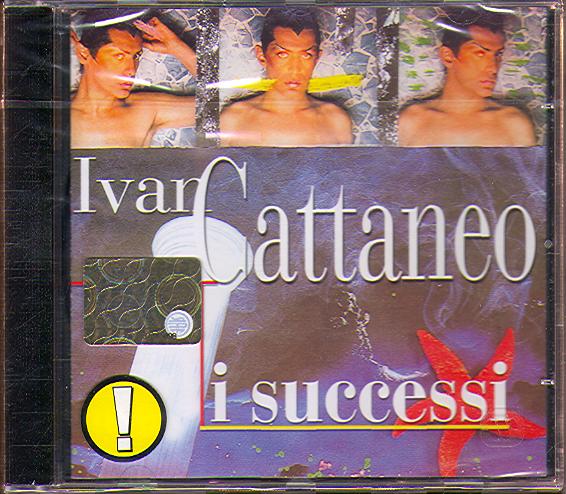 Ivan
Cattaneo
i successi
!